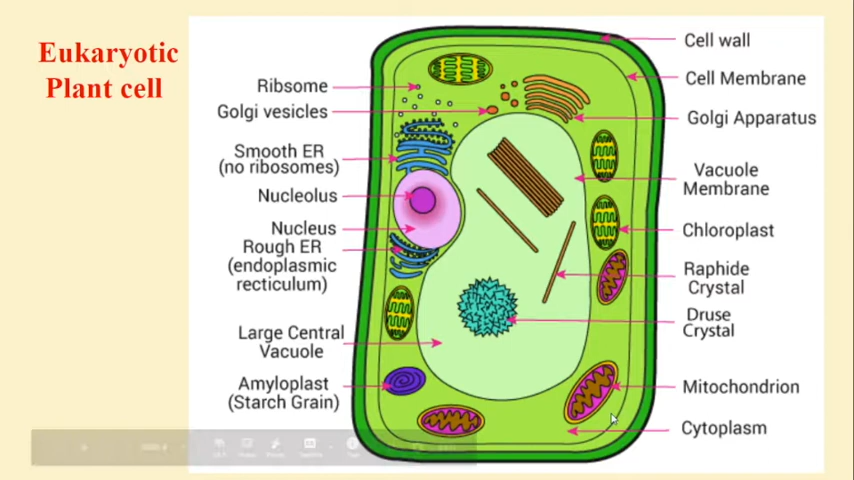 Eukaryotic
Plant cell
Ribsome
Golgi vesicles
Smooth ER
(no ribosomes)
Nucleolus
Nucleus
Rough ER
(endoplasmic
recticulum)
Large Central
Vacuole
Amyloplast
(Starch Grain)
Cell wall
Cell Membrane
Golgi Apparatus
Vacuole
Membrane
Chloroplast
Raphide
Crystal
Druse
Crystal
Mitochondrion
Cytoplasm